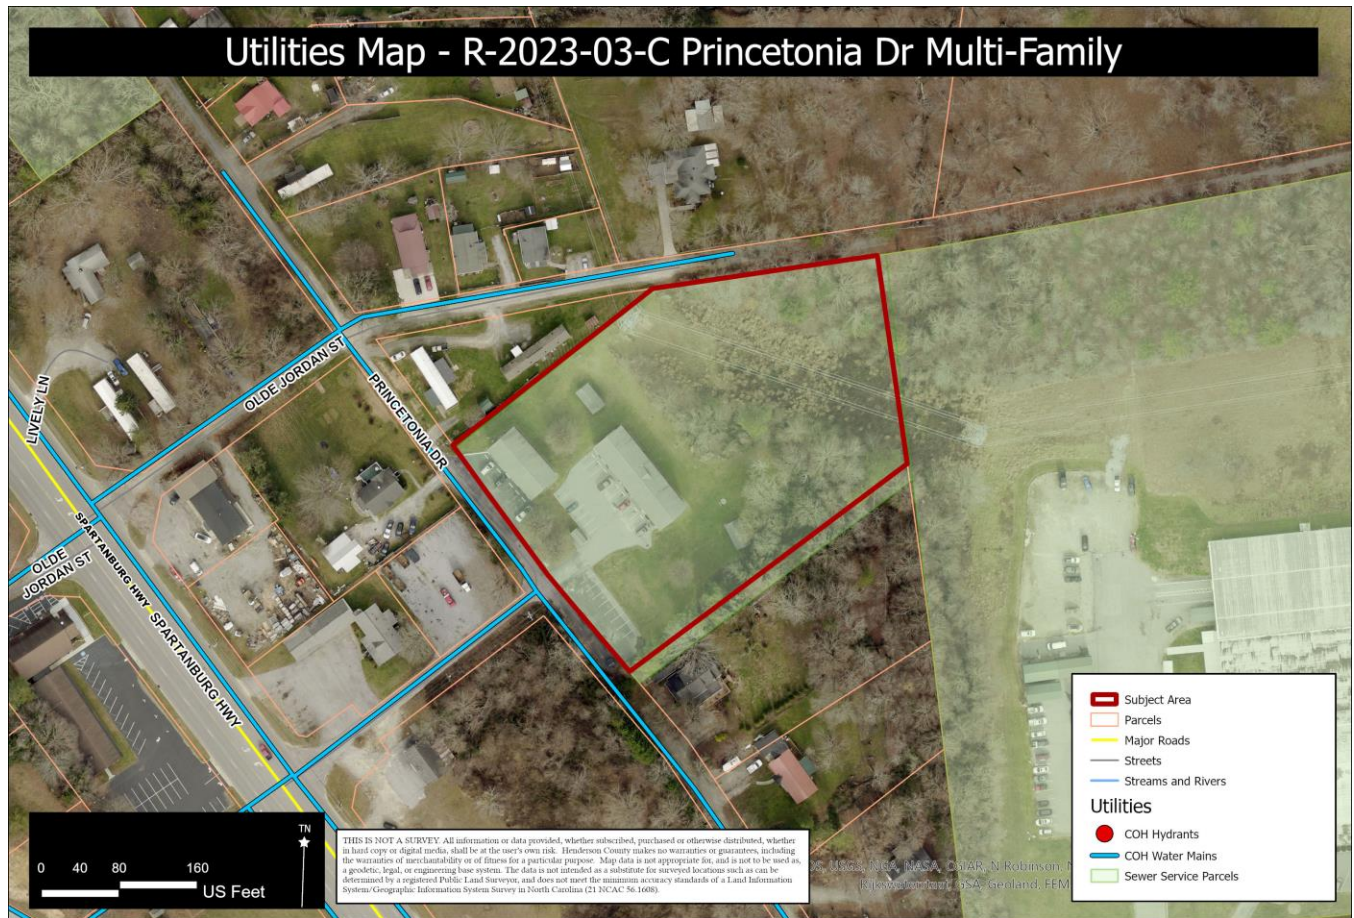 Utilities Map - R-2023-03-C Princetonia Dr Multi-Family
LIVELY LN
OLDE JORDAN ST
PRINCETONIA DR
SPARTANBURG HWY
OLDE
JORDAN ST
SPARTANBURG HWY
Subject Area
Parcels
Major Roads
Streets
Streams and Rivers
Utilities
COH Hydrants
COH Water Mains
Sewer Service Parcels
TN
0 40 80 160
US Feet
THIS IS NOT A SURVEY. All information or data provided, whether subscribed, purchased or otherwise distributed, whether
in hard copy or digital media, shall be at the user's own risk. Henderson County makes no warranties or guarantees, including
the warranties of merchantability or of fitness for a particular purpose. Map data is not appropriate for, and is not to be used as,
a geodetic, legal, or engineering base system. The data is not intended as a substitute for surveyed locations such as can be
determined by a registered Public Land Surveyor, and does not meet the minimum accuracy standards of a Land Information
System/Geographic Information System Survey in North Carolina (21 NCAC 56.1608).
USGS, NGA, NASA, CGIAR, N Robinson,
GSA, Geoland, FEM